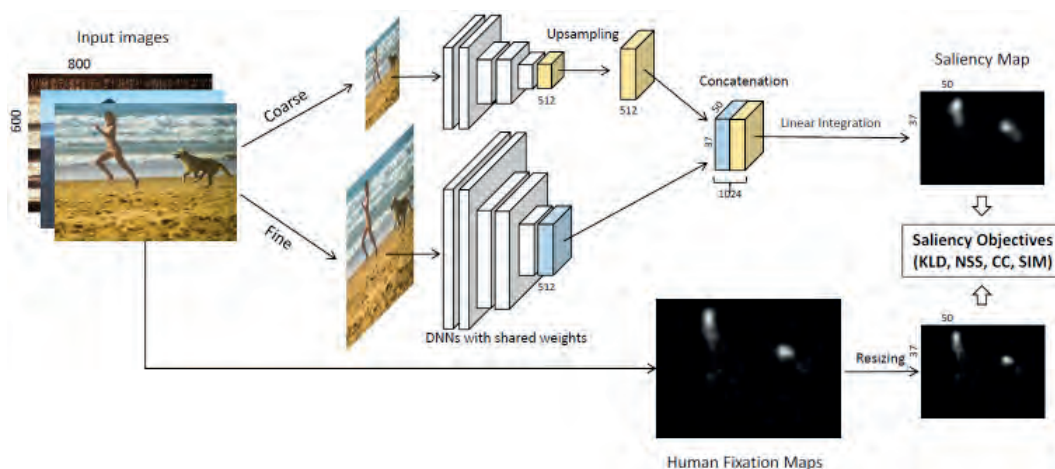 Input images
800
600
Coarse
Fine
Upsampling
512
512
Concatenation
50
37
1024
Linear Integration
Saliency Map
50
37
512
DNNs with shared weights
Saliency Objectives
(KLD, NSS, CC, SIM)
50
37
Resizing
Human Fixation Maps